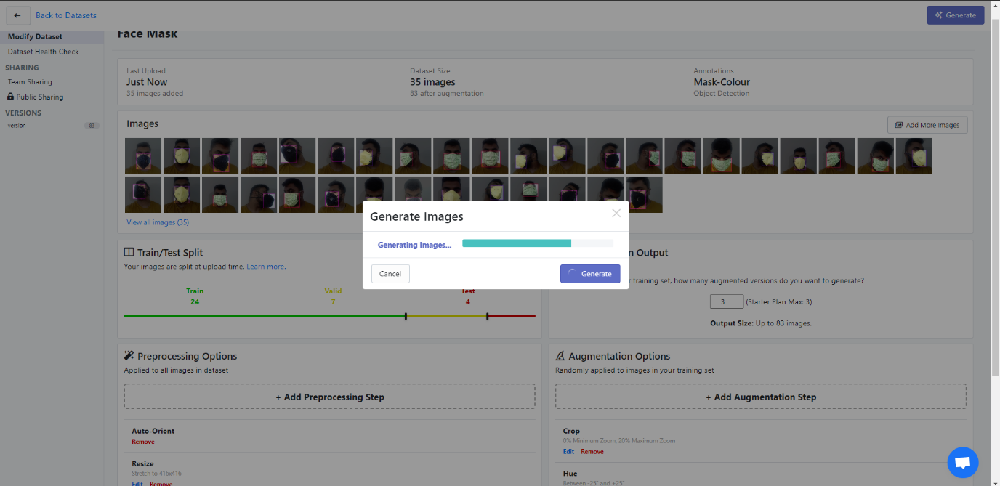 Back to Datasets
Generate
Modify Dataset
Dataset Health Check
SHARING
Team Sharing
Public Sharing
VERSIONS
version 83
Face Mask
Last Upload
Just Now
35 images added
Dataset Size
35 images
83 after augmentation
Annotations
Mask-Colour
Object Detection
Images
Add More Images
View all images (35)
Generate Images
Generating Images...
Cancel
Generate
Train/Test Split
Your images are split at upload time. Learn more.
Train
24
Valid
7
Test
4
n Output
training set, how many augmented versions do you want to generate?
3 (Starter Plan Max: 3)
Output Size: Up to 83 images.
Preprocessing Options
Applied to all images in dataset
+ Add Preprocessing Step
Auto-Orient
Remove
Resize
Stretch to 416x416
Edit Remove
Augmentation Options
Randomly applied to images in your training set
+ Add Augmentation Step
Crop
0% Minimum Zoom, 20% Maximum Zoom
Edit Remove
Hue
Between -25° and +25°